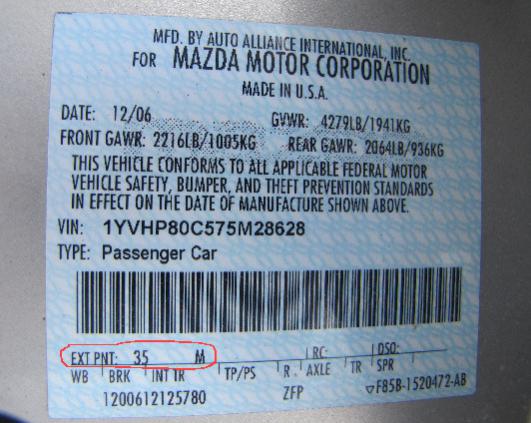 MFD. BY AUTO ALLIANCE INTERNATIONAL, INC.
FOR MAZDA MOTOR CORPORATION
MADE IN U.S.A.
DATE: 12/06 GVWR: 4279LB/1941KG
FRONT GAWR: 2216LB/1005KG REAR GAWR: 2064LB/936KG
THIS VEHICLE CONFORMS TO ALL APPLICABLE FEDERAL MOTOR
VEHICLE SAFETY, BUMPER, AND THEFT PREVENTION STANDARDS
IN EFFECT ON THE DATE OF MANUFACTURE SHOWN ABOVE.
VIN: 1YVHP80C575M28628
TYPE: Passenger Car
EXT PNT: 35 M RC: DSO:
WB BRK INT TR TP/PS R. AXLE TR SPR
1200612125780 ZFP ▽F85B-1520472-AB